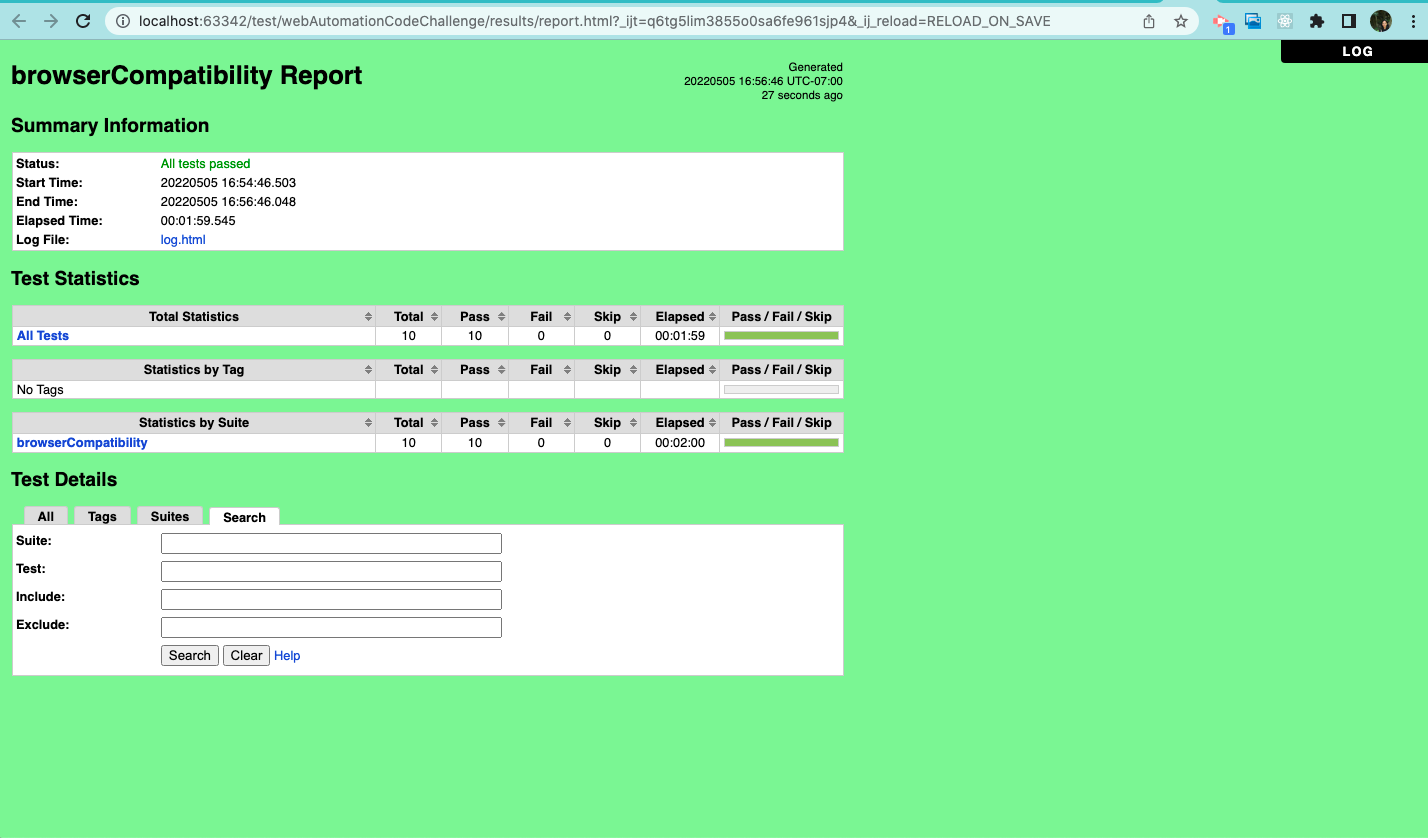 localhost:63342/test/webAutomationCodeChallenge/results/report.html?_ijt=q6tg5lim3855o0sa6fe961sjp4&_ij_reload=RELOAD_ON_SAVE
1
LOG
browserCompatibility Report
Generated
20220505 16:56:46 UTC-07:00
27 seconds ago
Summary Information
Status: All tests passed
Start Time: 20220505 16:54:46.503
End Time: 20220505 16:56:46.048
Elapsed Time: 00:01:59.545
Log File: log.html
Test Statistics
Total Statistics Total Pass Fail Skip Elapsed Pass / Fail / Skip
All Tests 10 10 0 0 00:01:59
Statistics by Tag Total Pass Fail Skip Elapsed Pass / Fail / Skip
No Tags
Statistics by Suite Total Pass Fail Skip Elapsed Pass / Fail / Skip
browserCompatibility 10 10 0 0 00:02:00
Test Details
All Tags Suites Search
Suite:
Test:
Include:
Exclude:
Search Clear Help